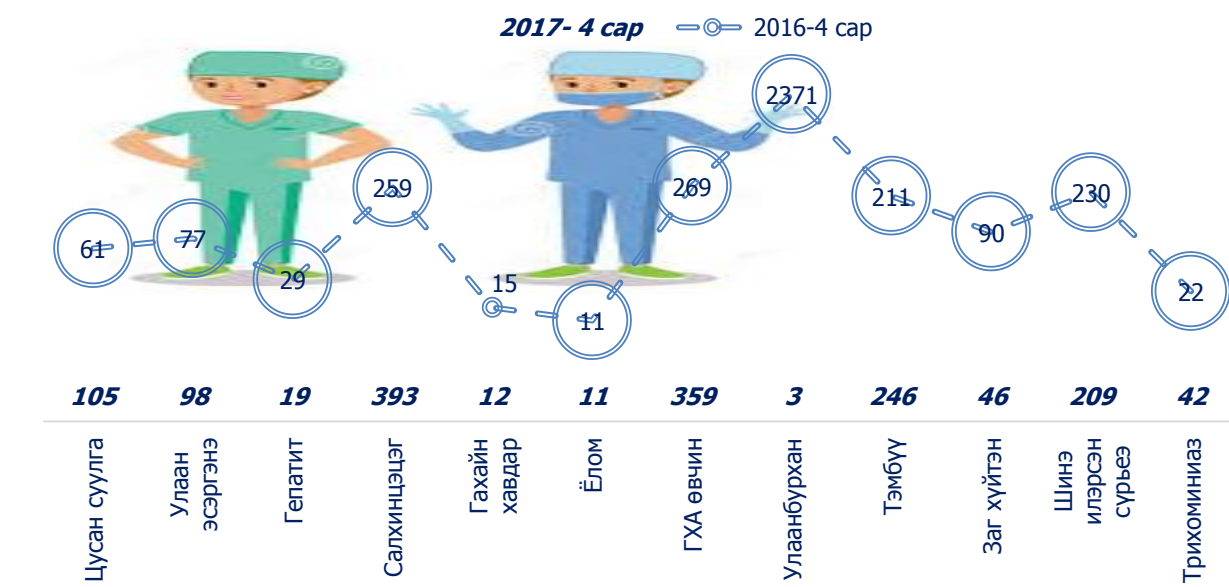 2017- 4 сар
2016-4 сар
2371
259
269
211
230
61
77
90
29
15
11
22
105 98 19 393 12 11 359 3 246 46 209 42
Цусан суулга
Улаан
эсэргэнэ
Гепатит
Салхинцэцэг
Гахайн
хавдар
Ёлом
ГХА өвчин
Улаанбурхан
Тэмбүү
Заг хүйтэн
Шинэ
илэрсэн
сүрьеэ
Трихоминиаз